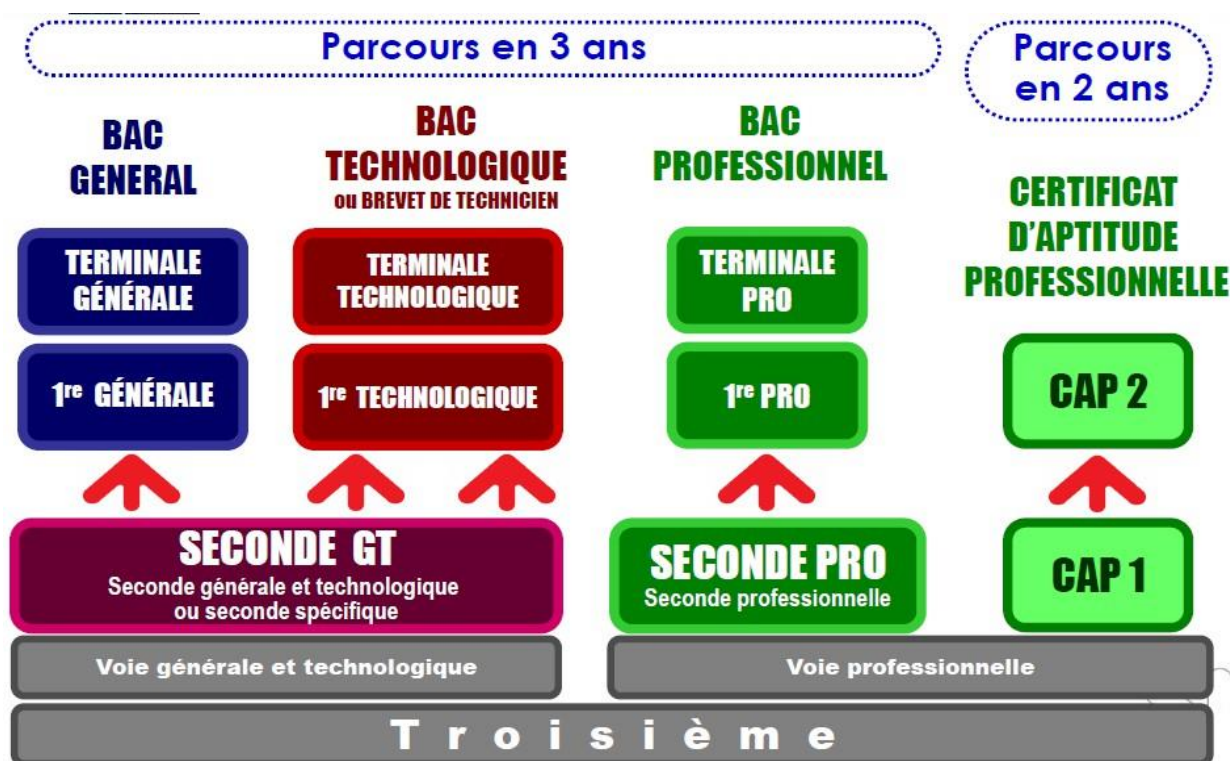 Parcours en 3 ans
Parcours
en 2 ans
BAC
GENERAL
BAC
TECHNOLOGIQUE
ou BREVET DE TECHNICIEN
BAC
PROFESSIONNEL
CERTIFICAT
D'APTITUDE
PROFESSIONNELLE
TERMINALE
GÉNÉRALE
TERMINALE
TECHNOLOGIQUE
TERMINALE
PRO
1re GÉNÉRALE
1re TECHNOLOGIQUE
1re PRO
CAP 2
SECONDE GT
Seconde générale et technologique
ou seconde spécifique
SECONDE PRO
Seconde professionnelle
CAP 1
Voie générale et technologique
Voie professionnelle
Troisième